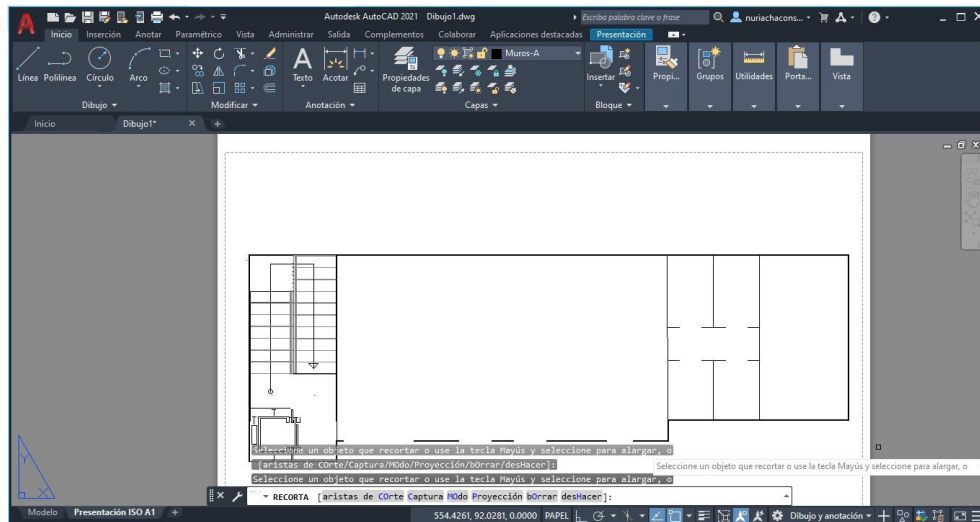 Autodesk AutoCAD 2021 Dibujo1.dwg Escriba palabra clave o frase nuriachacons...
Inicio Inserción Anotar Paramétrico Vista Administrar Salida Complementos Colaborar Aplicaciones destacadas Presentación
Muros-A
Línea Polilínea Círculo Arco Texto Acotar Propiedades de capa Insertar Propi... Grupos Utilidades Porta... Vista
Dibujo Modificar Anotación Capas Bloque
Inicio Dibujo1*
Seleccione un objeto que recortar o use la tecla Mayús y seleccione para alargar, o
[aristas de COrte/Captura/MOdo/Proyección/bOrrar/desHacer]:
Seleccione un objeto que recortar o use la tecla Mayús y seleccione para alargar, o
Seleccione un objeto que recortar o use la tecla Mayús y seleccione para alargar, o
RECORTA [aristas de COrte Captura MOdo Proyección bOrrar desHacer]:
Modelo Presentación ISO A1 554.4261, 92.0281, 0.0000 PAPEL Dibujo y anotación